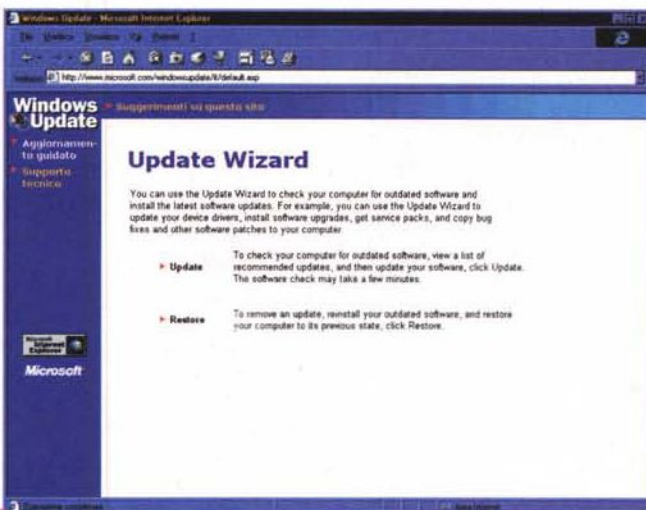 Windows Update - Microsoft Internet Explorer
http://www.microsoft.com/windowsupdate/it/default.asp
Windows Update
Suggerimenti su questo sito
Aggiornamen-
to guidato
Supporto
tecnico
Update Wizard
You can use the Update Wizard to check your computer for outdated software and
install the latest software updates. For example, you can use the Update Wizard to
update your device drivers, install software upgrades, get service packs, and copy bug
fixes and other software patches to your computer
Update
To check your computer for outdated software, view a list of
recommended updates, and then update your software, click Update.
The software check may take a few minutes.
Restore
To remove an update, reinstall your outdated software, and restore
your computer to its previous state, click Restore.
Microsoft
Internet
Explorer
Microsoft